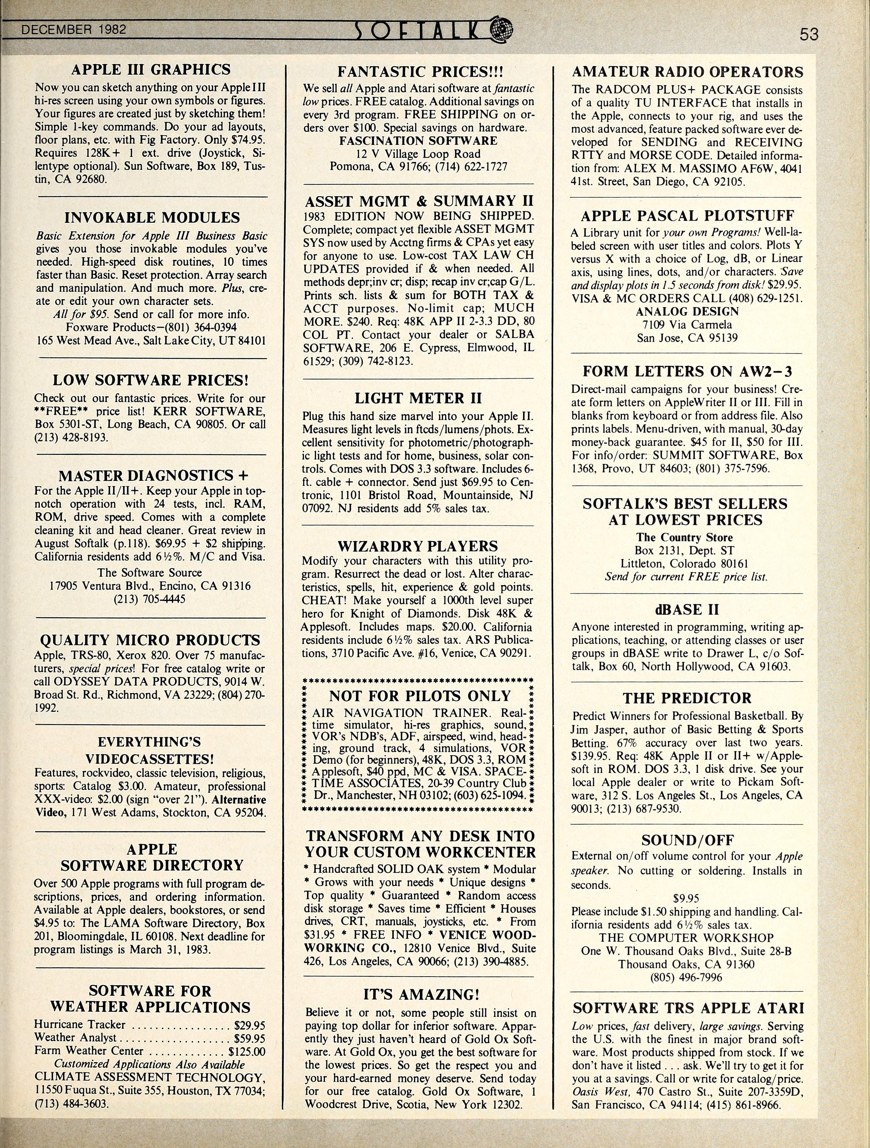 DECEMBER 1982
SOFTALK
53
APPLE III GRAPHICS
Now you can sketch anything on your Apple III
hi-res screen using your own symbols or figures.
Your figures are created just by sketching them!
Simple 1-key commands. Do your ad layouts,
floor plans, etc. with Fig Factory. Only $74.95.
Requires 128K+ 1 ext. drive (Joystick, Si-
lentype optional). Sun Software, Box 189, Tus-
tin, CA 92680.
INVOKABLE MODULES
Basic Extension for Apple III Business Basic
gives you those invokable modules you've
needed. High-speed disk routines, 10 times
faster than Basic. Reset protection. Array search
and manipulation. And much more. Plus, cre-
ate or edit your own character sets.
All for $95. Send or call for more info.
Foxware Products—(801) 364-0394
165 West Mead Ave., Salt Lake City, UT 84101
LOW SOFTWARE PRICES!
Check out our fantastic prices. Write for our
**FREE** price list! KERR SOFTWARE,
Box 5301-ST, Long Beach, CA 90805. Or call
(213) 428-8193.
MASTER DIAGNOSTICS +
For the Apple II/II+. Keep your Apple in top-
notch operation with 24 tests, incl. RAM,
ROM, drive speed. Comes with a complete
cleaning kit and head cleaner. Great review in
August Softalk (p.118). $69.95 + $2 shipping.
California residents add 6½%. M/C and Visa.
The Software Source
17905 Ventura Blvd., Encino, CA 91316
(213) 705-4445
QUALITY MICRO PRODUCTS
Apple, TRS-80, Xerox 820. Over 75 manufac-
turers, special prices! For free catalog write or
call ODYSSEY DATA PRODUCTS, 9014 W.
Broad St. Rd., Richmond, VA 23229; (804) 270-
1992.
EVERYTHING'S
VIDEOCASSETTES!
Features, rockvideo, classic television, religious,
sports: Catalog $3.00. Amateur, professional
XXX-video: $2.00 (sign "over 21"). Alternative
Video, 171 West Adams, Stockton, CA 95204.
APPLE
SOFTWARE DIRECTORY
Over 500 Apple programs with full program de-
scriptions, prices, and ordering information.
Available at Apple dealers, bookstores, or send
$4.95 to: The LAMA Software Directory, Box
201, Bloomingdale, IL 60108. Next deadline for
program listings is March 31, 1983.
SOFTWARE FOR
WEATHER APPLICATIONS
Hurricane Tracker ................. $29.95
Weather Analyst ................... $59.95
Farm Weather Center ............ $125.00
Customized Applications Also Available
CLIMATE ASSESSMENT TECHNOLOGY,
11550 Fuqua St., Suite 355, Houston, TX 77034;
(713) 484-3603.
FANTASTIC PRICES!!!
We sell all Apple and Atari software at fantastic
low prices. FREE catalog. Additional savings on
every 3rd program. FREE SHIPPING on or-
ders over $100. Special savings on hardware.
FASCINATION SOFTWARE
12 V Village Loop Road
Pomona, CA 91766; (714) 622-1727
ASSET MGMT & SUMMARY II
1983 EDITION NOW BEING SHIPPED.
Complete; compact yet flexible ASSET MGMT
SYS now used by Acctng firms & CPAs yet easy
for anyone to use. Low-cost TAX LAW CH
UPDATES provided if & when needed. All
methods depr;inv cr; disp; recap inv cr;cap G/L.
Prints sch. lists & sum for BOTH TAX &
ACCT purposes. No-limit cap; MUCH
MORE. $240. Req: 48K APP II 2-3.3 DD, 80
COL PT. Contact your dealer or SALBA
SOFTWARE, 206 E. Cypress, Elmwood, IL
61529; (309) 742-8123.
LIGHT METER II
Plug this hand size marvel into your Apple II.
Measures light levels in ftcds/lumens/phots. Ex-
cellent sensitivity for photometric/photograph-
ic light tests and for home, business, solar con-
trols. Comes with DOS 3.3 software. Includes 6-
ft. cable + connector. Send just $69.95 to Cen-
tronic, 1101 Bristol Road, Mountainside, NJ
07092. NJ residents add 5% sales tax.
WIZARDRY PLAYERS
Modify your characters with this utility pro-
gram. Resurrect the dead or lost. Alter charac-
teristics, spells, hit, experience & gold points.
CHEAT! Make yourself a 1000th level super
hero for Knight of Diamonds. Disk 48K &
Applesoft. Includes maps. $20.00. California
residents include 6½% sales tax. ARS Publica-
tions, 3710 Pacific Ave. #16, Venice, CA 90291.
NOT FOR PILOTS ONLY
AIR NAVIGATION TRAINER. Real-
time simulator, hi-res graphics, sound,
VOR's NDB's, ADF, airspeed, wind, head-
ing, ground track, 4 simulations, VOR
Demo (for beginners), 48K, DOS 3.3, ROM
Applesoft, $40 ppd, MC & VISA. SPACE-
TIME ASSOCIATES, 20-39 Country Club
Dr., Manchester, NH 03102; (603) 625-1094.
TRANSFORM ANY DESK INTO
YOUR CUSTOM WORKCENTER
* Handcrafted SOLID OAK system * Modular
* Grows with your needs * Unique designs *
Top quality * Guaranteed * Random access
disk storage * Saves time * Efficient * Houses
drives, CRT, manuals, joysticks, etc. * From
$31.95 * FREE INFO * VENICE WOOD-
WORKING CO., 12810 Venice Blvd., Suite
426, Los Angeles, CA 90066; (213) 390-4885.
IT'S AMAZING!
Believe it or not, some people still insist on
paying top dollar for inferior software. Appar-
ently they just haven't heard of Gold Ox Soft-
ware. At Gold Ox, you get the best software for
the lowest prices. So get the respect you and
your hard-earned money deserve. Send today
for our free catalog. Gold Ox Software, 1
Woodcrest Drive, Scotia, New York 12302.
AMATEUR RADIO OPERATORS
The RADCOM PLUS+ PACKAGE consists
of a quality TU INTERFACE that installs in
the Apple, connects to your rig, and uses the
most advanced, feature packed software ever de-
veloped for SENDING and RECEIVING
RTTY and MORSE CODE. Detailed informa-
tion from: ALEX M. MASSIMO AF6W, 4041
41st. Street, San Diego, CA 92105.
APPLE PASCAL PLOTSTUFF
A Library unit for your own Programs! Well-la-
beled screen with user titles and colors. Plots Y
versus X with a choice of Log, dB, or Linear
axis, using lines, dots, and/or characters. Save
and display plots in 1.5 seconds from disk! $29.95.
VISA & MC ORDERS CALL (408) 629-1251.
ANALOG DESIGN
7109 Via Carmela
San Jose, CA 95139
FORM LETTERS ON AW2–3
Direct-mail campaigns for your business! Cre-
ate form letters on AppleWriter II or III. Fill in
blanks from keyboard or from address file. Also
prints labels. Menu-driven, with manual, 30-day
money-back guarantee. $45 for II, $50 for III.
For info/order: SUMMIT SOFTWARE, Box
1368, Provo, UT 84603; (801) 375-7596.
SOFTALK'S BEST SELLERS
AT LOWEST PRICES
The Country Store
Box 2131, Dept. ST
Littleton, Colorado 80161
Send for current FREE price list.
dBASE II
Anyone interested in programming, writing ap-
plications, teaching, or attending classes or user
groups in dBASE write to Drawer L, c/o Sof-
talk, Box 60, North Hollywood, CA 91603.
THE PREDICTOR
Predict Winners for Professional Basketball. By
Jim Jasper, author of Basic Betting & Sports
Betting. 67% accuracy over last two years.
$139.95. Req: 48K Apple II or II+ w/Apple-
soft in ROM. DOS 3.3, 1 disk drive. See your
local Apple dealer or write to Pickam Soft-
ware, 312 S. Los Angeles St., Los Angeles, CA
90013; (213) 687-9530.
SOUND/OFF
External on/off volume control for your Apple
speaker. No cutting or soldering. Installs in
seconds.
$9.95
Please include $1.50 shipping and handling. Cal-
ifornia residents add 6½% sales tax.
THE COMPUTER WORKSHOP
One W. Thousand Oaks Blvd., Suite 28-B
Thousand Oaks, CA 91360
(805) 496-7996
SOFTWARE TRS APPLE ATARI
Low prices, fast delivery, large savings. Serving
the U.S. with the finest in major brand soft-
ware. Most products shipped from stock. If we
don't have it listed . . . ask. We'll try to get it for
you at a savings. Call or write for catalog/price.
Oasis West, 470 Castro St., Suite 207-3359D,
San Francisco, CA 94114; (415) 861-8966.